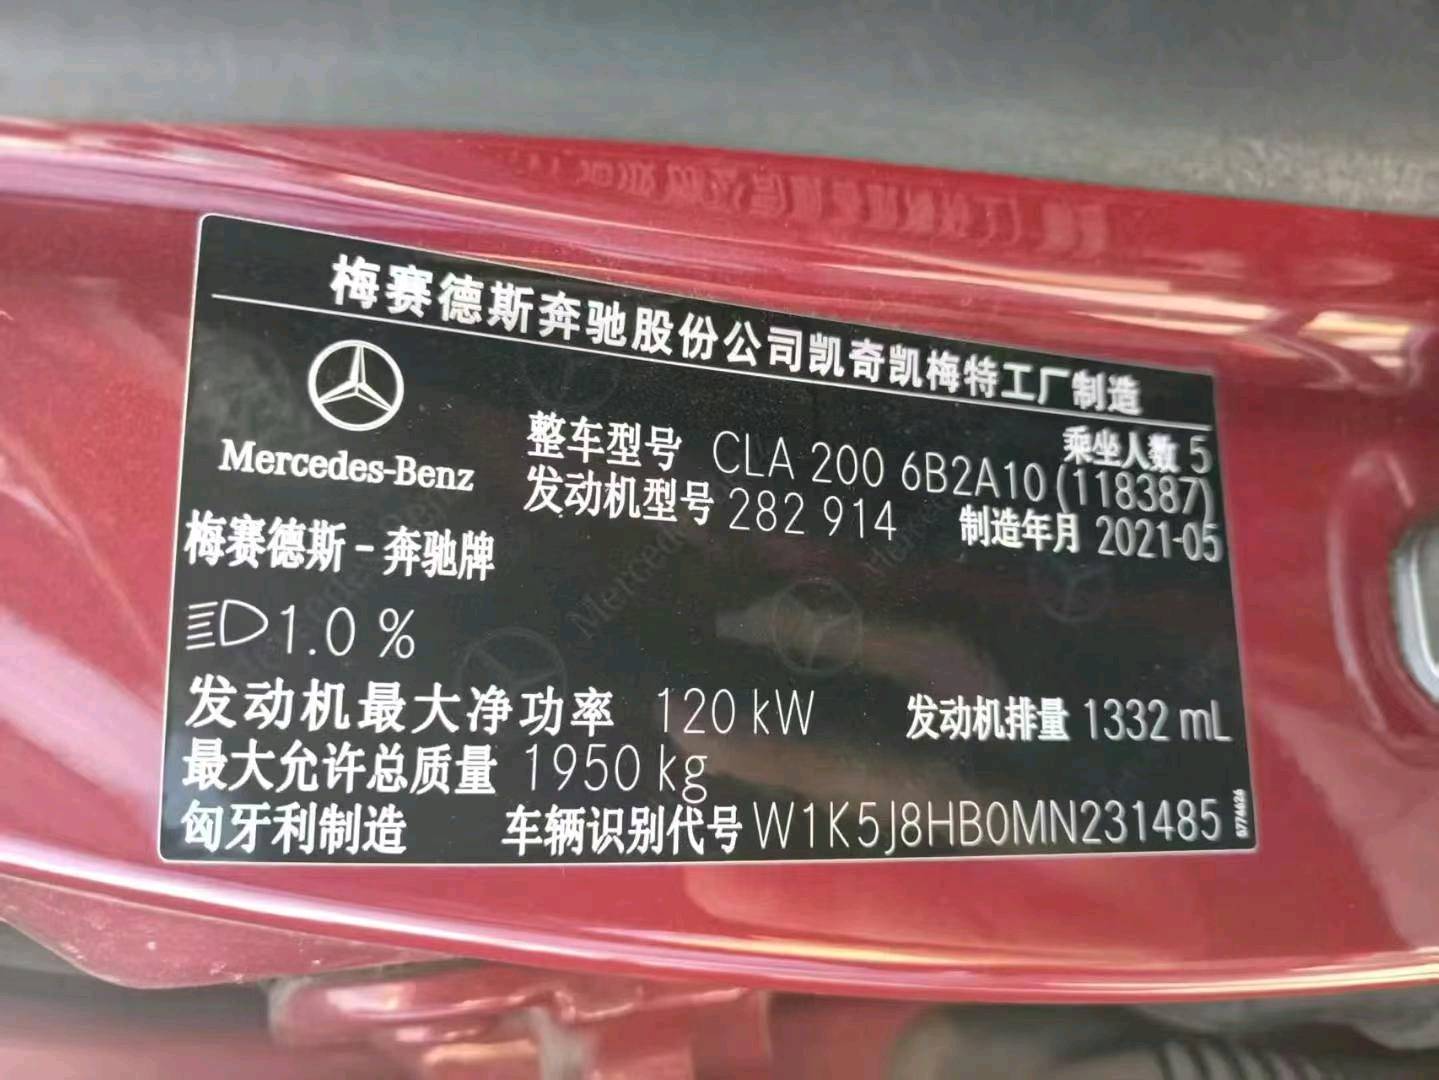 梅赛德斯奔驰股份公司凯奇凯梅特工厂制造
乘坐人数 5
整车型号 CLA 200 6B2A10 (118387)
Mercedes-Benz
发动机型号 282 914 制造年月 2021-05
梅赛德斯-奔驰牌
1.0 %
发动机最大净功率 120 kW 发动机排量 1332 mL
最大允许总质量 1950 kg
匈牙利制造 车辆识别代号 W1K5J8HB0MN231485